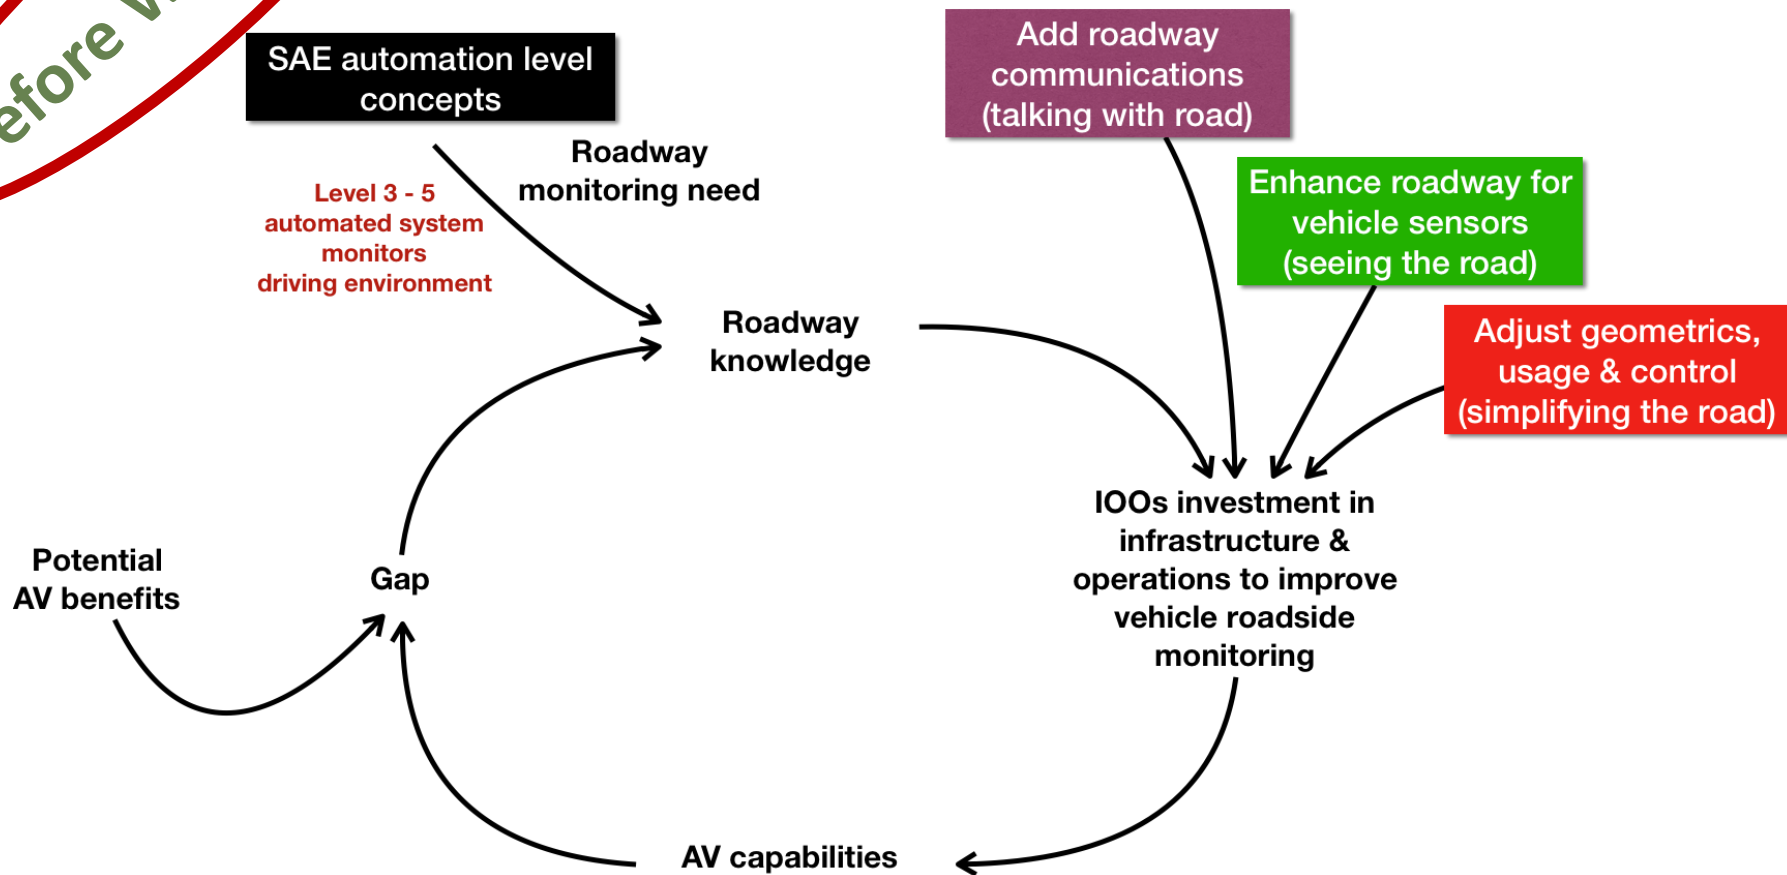 SAE automation level
concepts
Roadway
monitoring need
Level 3 - 5
automated system
monitors
driving environment
Add roadway
communications
(talking with road)
Enhance roadway for
vehicle sensors
(seeing the road)
Adjust geometrics,
usage & control
(simplifying the road)
Roadway
knowledge
IOOs investment in
infrastructure &
operations to improve
vehicle roadside
monitoring
Potential
AV benefits
Gap
AV capabilities